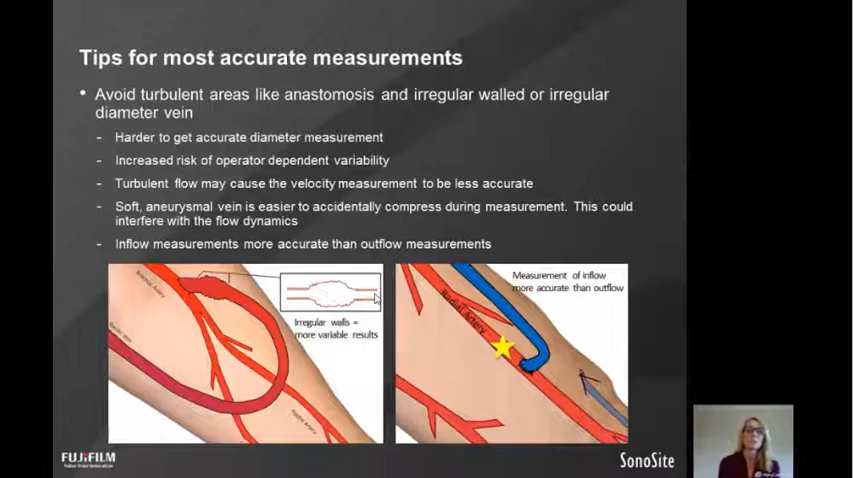 Tips for most accurate measurements
• Avoid turbulent areas like anastomosis and irregular walled or irregular
diameter vein
- Harder to get accurate diameter measurement
- Increased risk of operator dependent variability
- Turbulent flow may cause the velocity measurement to be less accurate
- Soft, aneurysmal vein is easier to accidentally compress during measurement. This could
interfere with the flow dynamics
- Inflow measurements more accurate than outflow measurements
Brachial Artery
Irregular walls =
more variable results
Radial Artery
Radial Artery
Measurement of inflow
more accurate than outflow
FUJIFILM
Value from Innovation
SonoSite